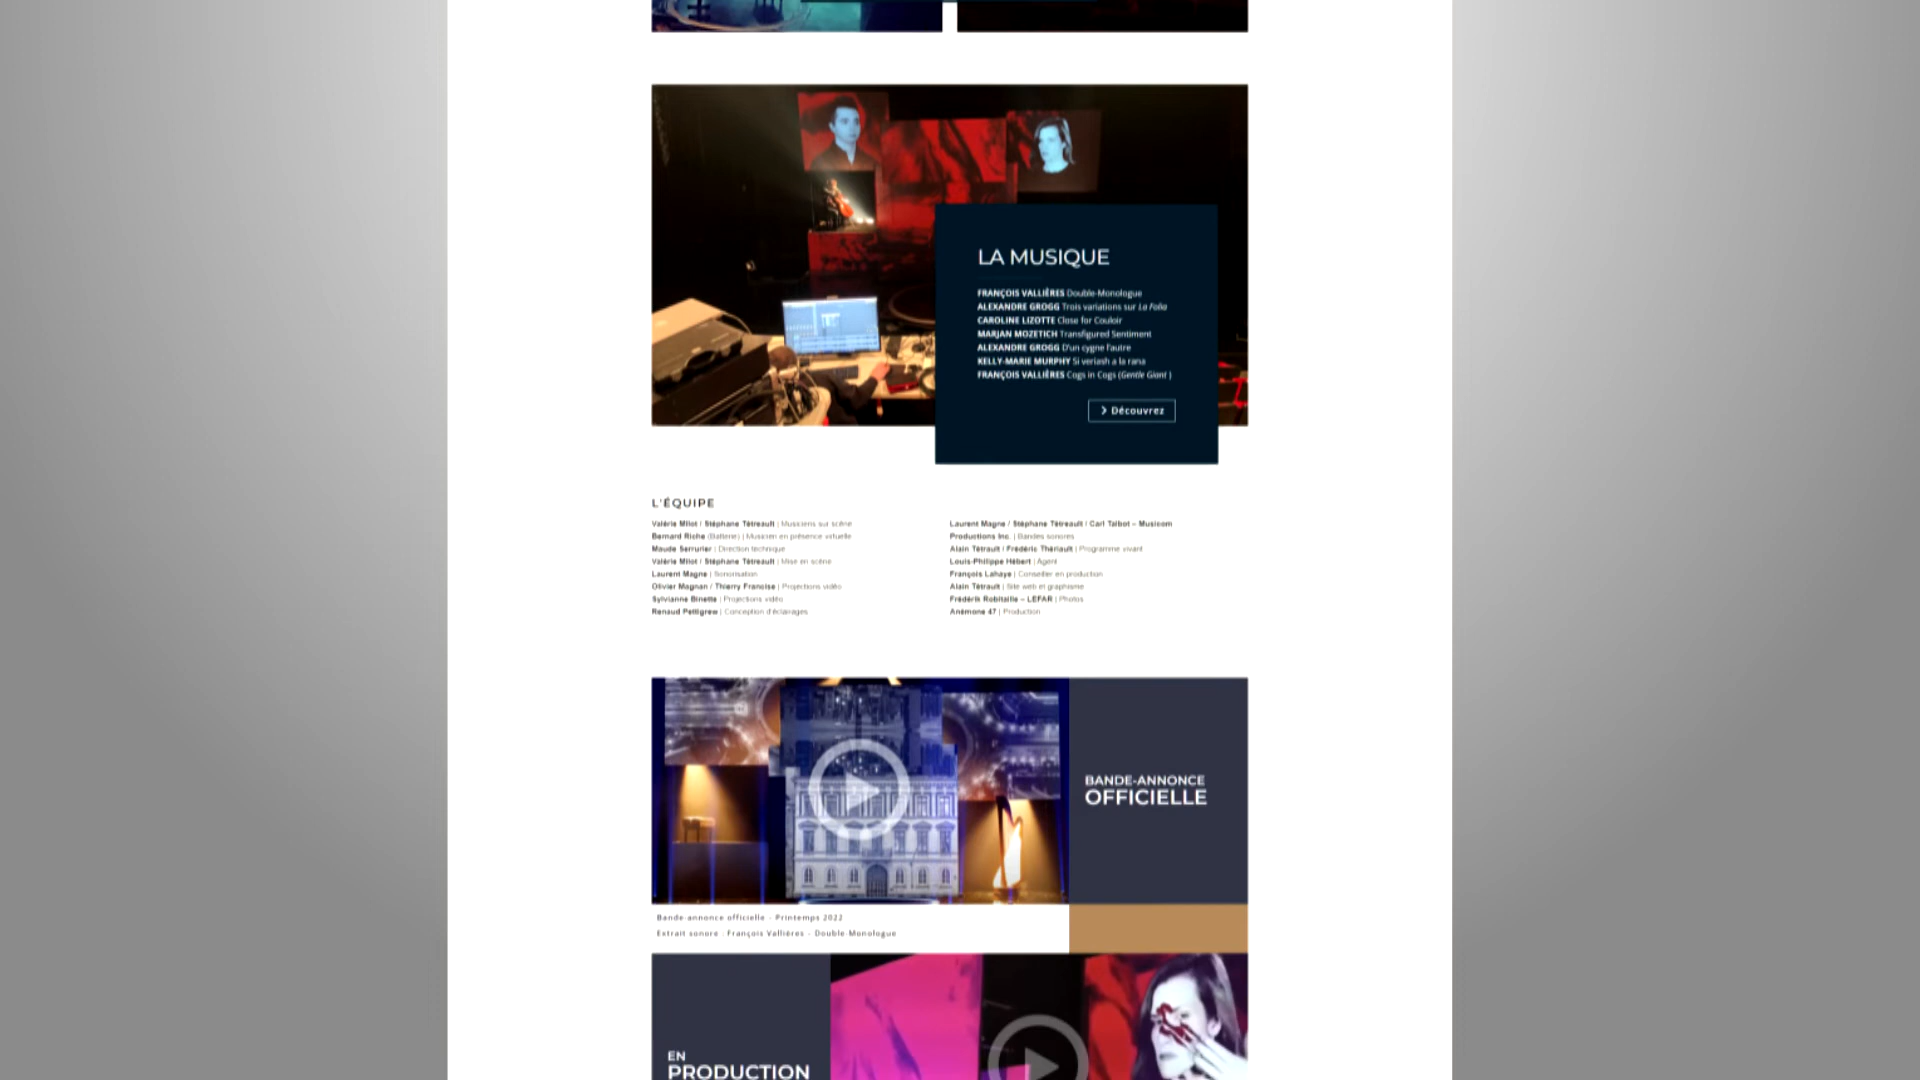 LA MUSIQUE
FRANÇOIS VALLIÈRES Double-Monologue
ALEXANDRE GROGG Trois variations sur La Folia
CAROLINE LIZOTTE Close for Couloir
MARJAN MOZETICH Transfigured Sentiment
ALEXANDRE GROGG D'un cygne l'autre
KELLY-MARIE MURPHY Si veriash a la rana
FRANÇOIS VALLIÈRES Cogs in Cogs (Gentle Giant )
> Découvrez
L'ÉQUIPE
Valérie Milot / Stéphane Tétreault | Musiciens sur scène
Bernard Riche (Batterie) | Musicien en présence virtuelle
Maude Serrurier | Direction technique
Valérie Milot / Stéphane Tétreault | Mise en scène
Laurent Magne | Sonorisation
Olivier Magnan / Thierry Francise | Projections vidéo
Sylvianne Binette | Projections vidéo
Renaud Pettigrew | Conception d'éclairages
Laurent Magne / Stéphane Tétreault / Carl Talbot – Musicom
Productions Inc. | Bandes sonores
Alain Tétrault / Frédéric Thériault | Programme vivant
Louis-Philippe Hébert | Agent
François Lahaye | Conseiller en production
Alain Tétrault | Site web et graphisme
Frédérik Robitaille – LEFAR | Photos
Anémone 47 | Production
BANDE-ANNONCE
OFFICIELLE
Bande-annonce officielle - Printemps 2022
Extrait sonore : François Vallières - Double-Monologue
EN
PRODUCTION